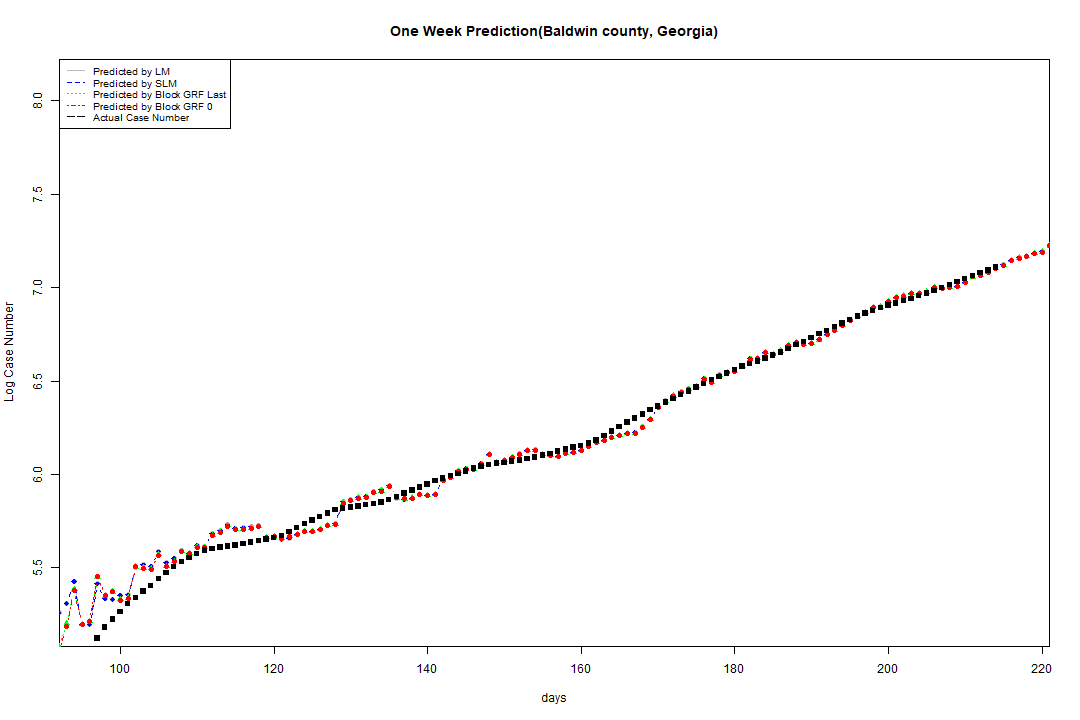 One Week Prediction(Baldwin county, Georgia)
Predicted by LM
Predicted by SLM
Predicted by Block GRF Last
Predicted by Block GRF 0
Actual Case Number
8.0
7.5
7.0
6.5
6.0
5.5
Log Case Number
100 120 140 160 180 200 220
days